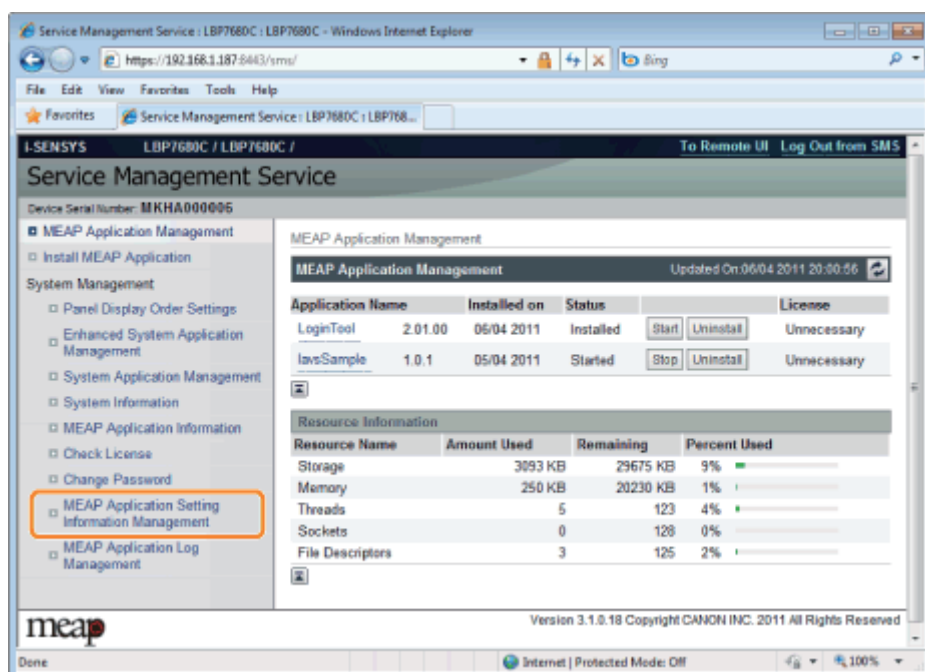 Service Management Service : LBP7680C : LBP7680C - Windows Internet Explorer
https://192.168.1.187:8443/sms/
Bing
File Edit View Favorites Tools Help
Favorites Service Management Service : LBP7680C : LBP768...
i-SENSYS LBP7680C / LBP7680C / To Remote UI Log Out from SMS
Service Management Service
Device Serial Number: MKHA000006
MEAP Application Management
Install MEAP Application
System Management
Panel Display Order Settings
Enhanced System Application
Management
System Application Management
System Information
MEAP Application Information
Check License
Change Password
MEAP Application Setting
Information Management
MEAP Application Log
Management
MEAP Application Management
MEAP Application Management Updated On:06/04 2011 20:00:56
Application Name Installed on Status License
LoginTool 2.01.00 06/04 2011 Installed Start Uninstall Unnecessary
IavsSample 1.0.1 05/04 2011 Started Stop Uninstall Unnecessary
Resource Information
Resource Name Amount Used Remaining Percent Used
Storage 3093 KB 29675 KB 9%
Memory 250 KB 20230 KB 1%
Threads 5 123 4%
Sockets 0 128 0%
File Descriptors 3 125 2%
meap Version 3.1.0.18 Copyright CANON INC. 2011 All Rights Reserved
Done Internet | Protected Mode: Off 100%